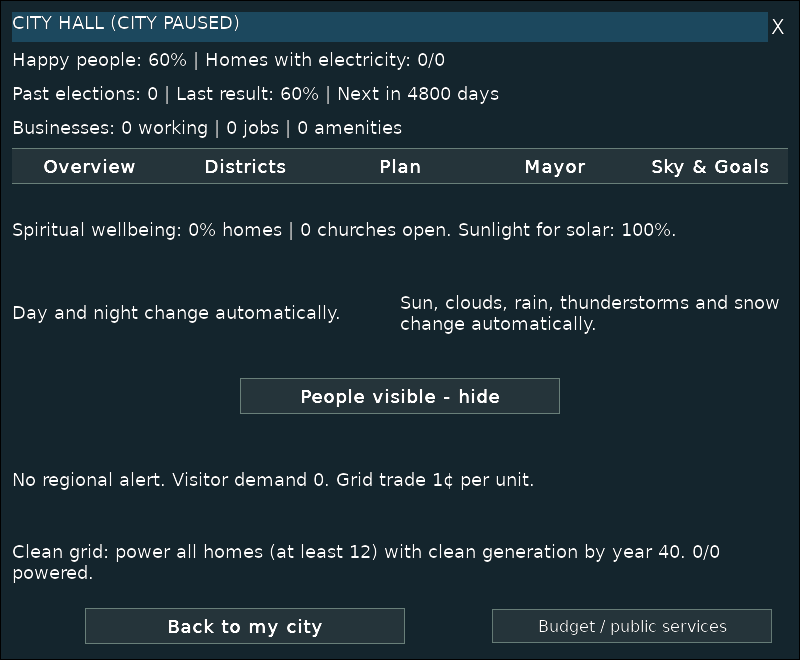 CITY HALL (CITY PAUSED) X
Happy people: 60% | Homes with electricity: 0/0
Past elections: 0 | Last result: 60% | Next in 4800 days
Businesses: 0 working | 0 jobs | 0 amenities
Overview Districts Plan Mayor Sky & Goals
Spiritual wellbeing: 0% homes | 0 churches open. Sunlight for solar: 100%.
Day and night change automatically.
Sun, clouds, rain, thunderstorms and snow
change automatically.
People visible - hide
No regional alert. Visitor demand 0. Grid trade 1¢ per unit.
Clean grid: power all homes (at least 12) with clean generation by year 40. 0/0
powered.
Back to my city Budget / public services